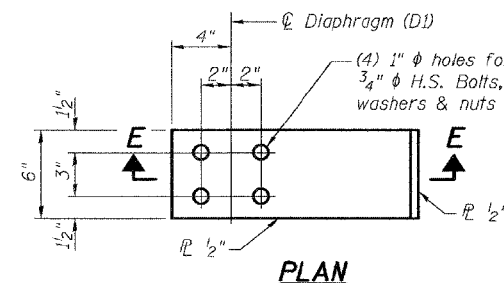 ℄ Diaphragm (D1)
4"
(4) 1" ϕ holes fo
3/4" ϕ H.S. Bolts,
washers & nuts
2" 2"
1 1/2"
E E
6"
3"
1 1/2"
℄ 1/2"
℄ 1/2"
PLAN